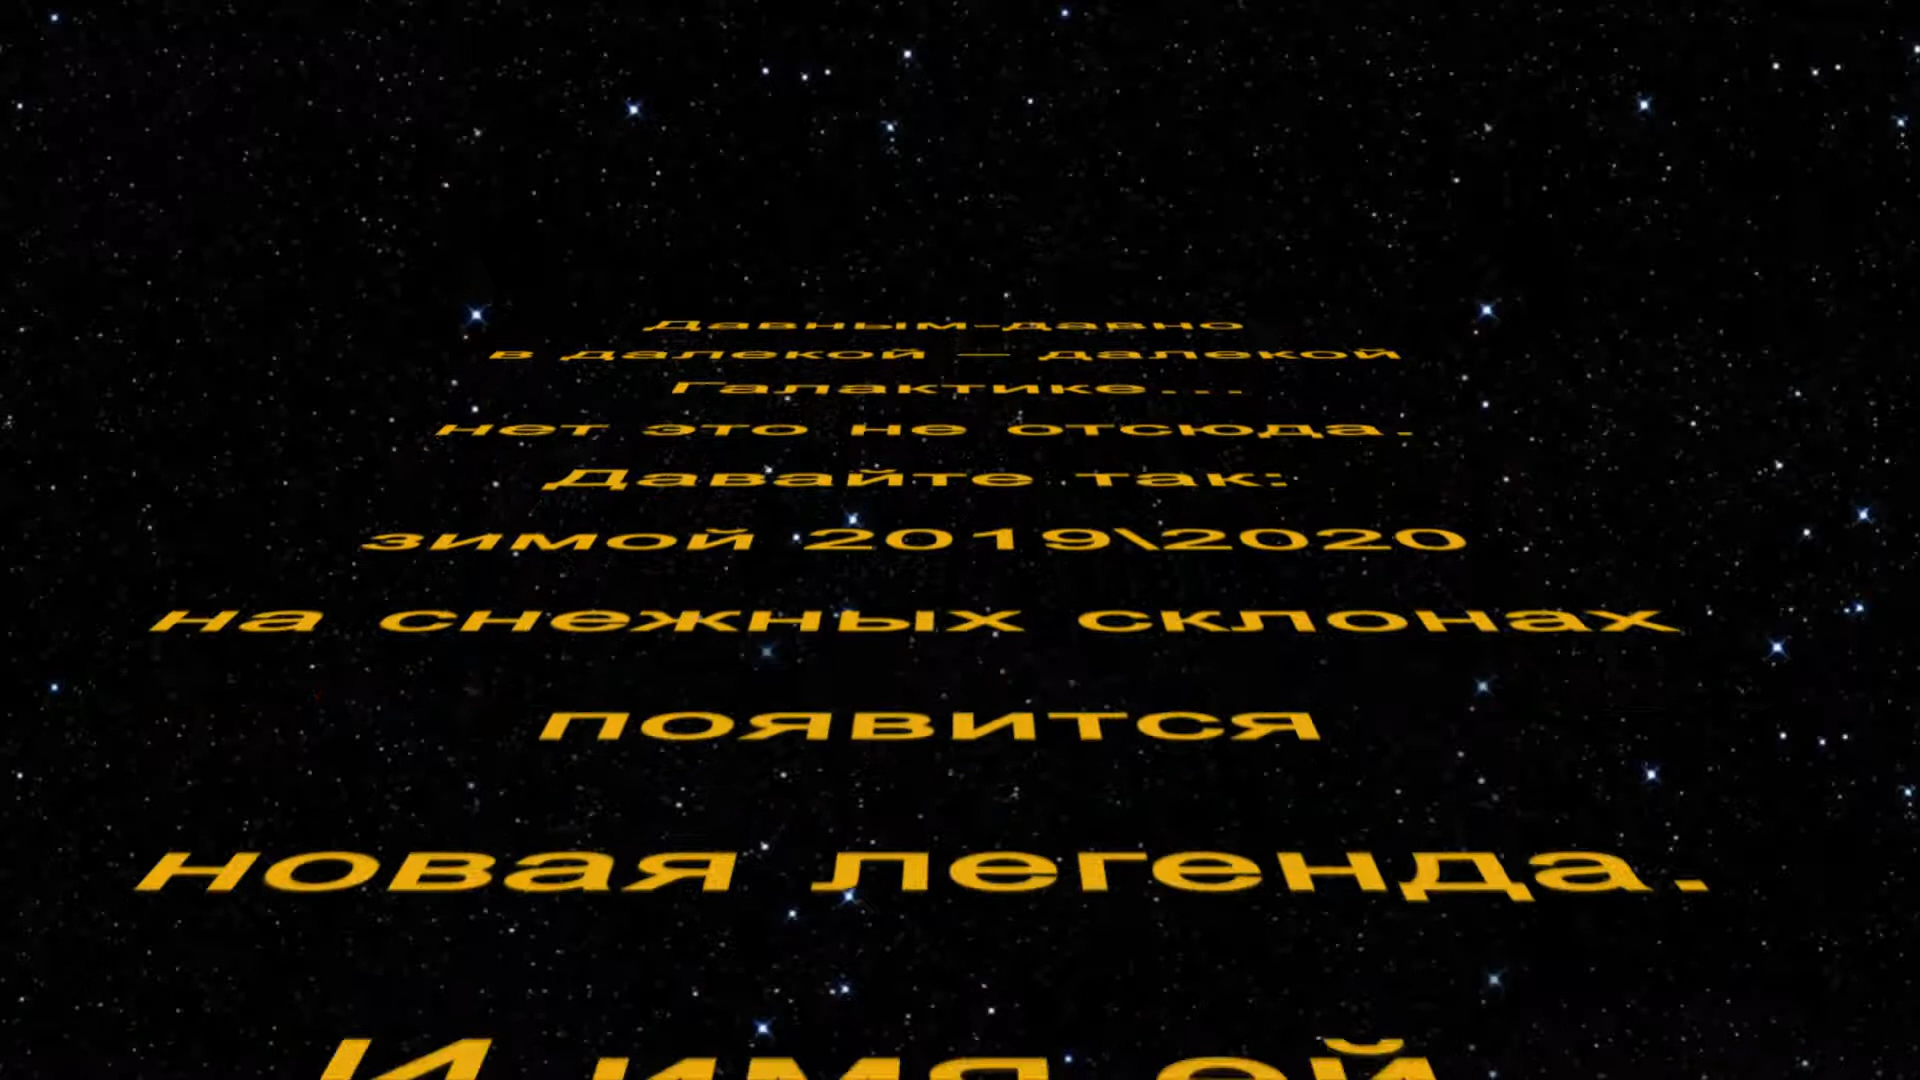 Давным-давно
в далекой — далекой
Галактике...
нет это не отсюда.
Давайте так:
зимой 2019\2020
на снежных склонах
появится
новая легенда.
И имя ей